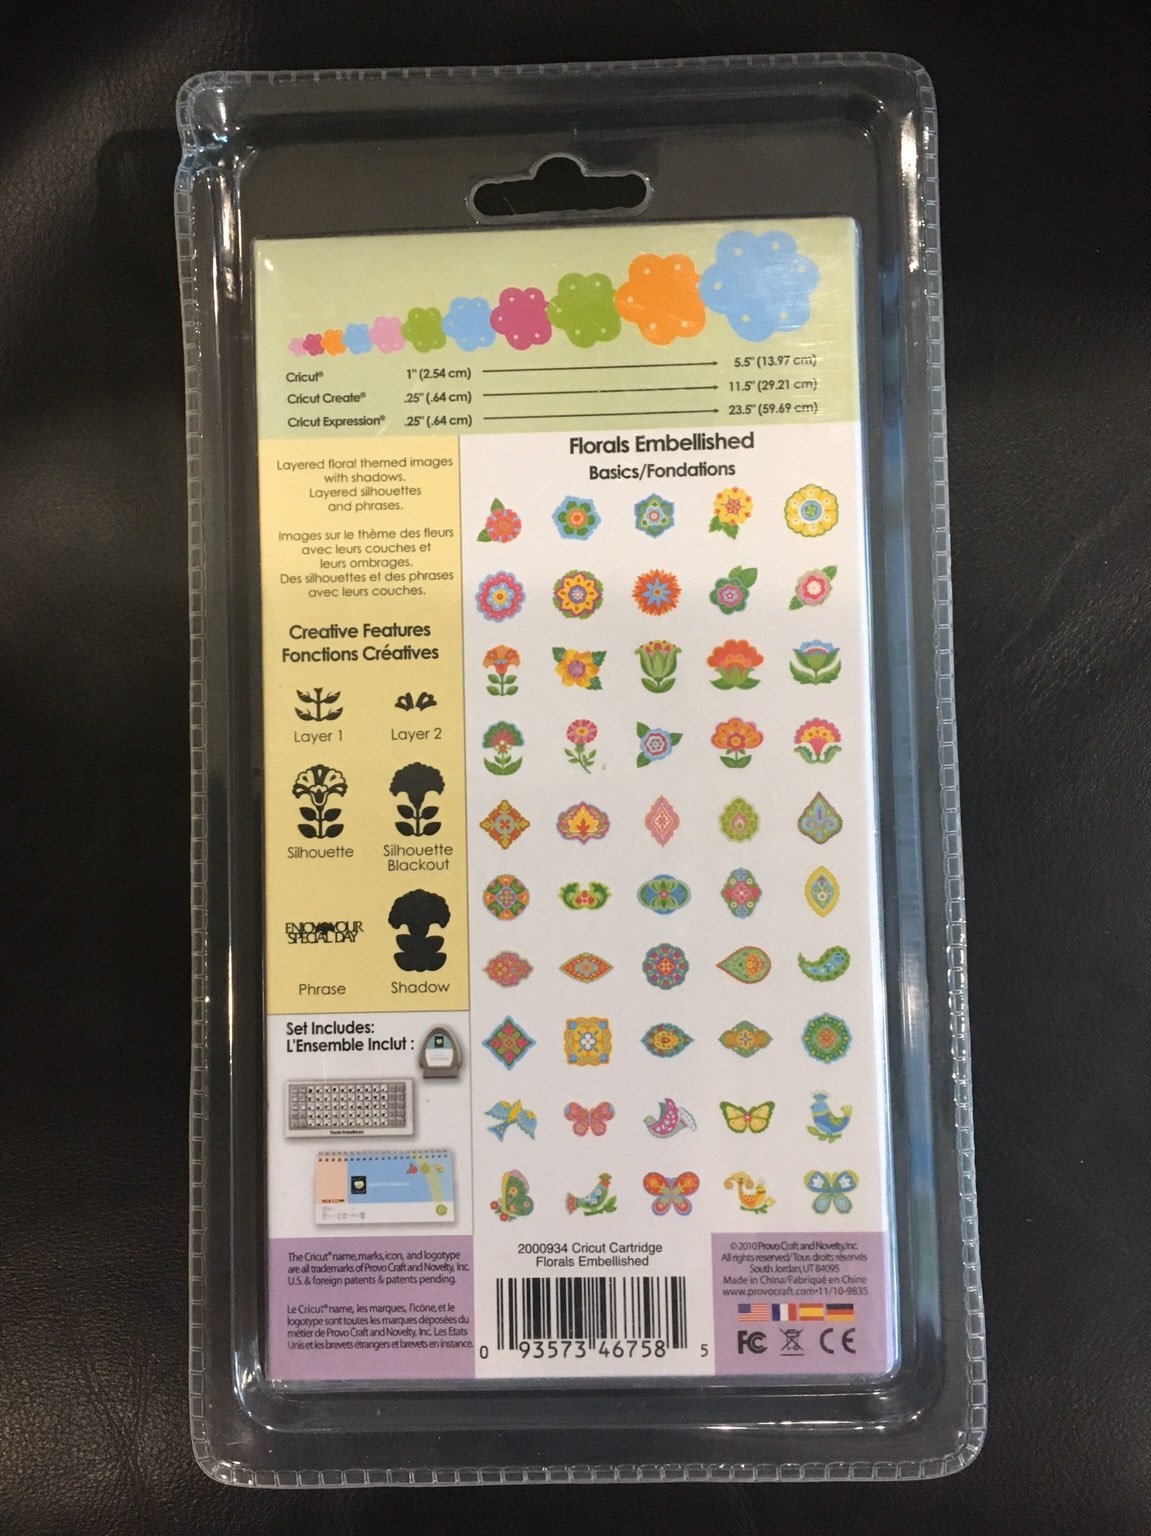 Cricut® 1" (2.54 cm) 5.5" (13.97 cm)
Cricut Create® .25" (.64 cm) 11.5" (29.21 cm)
Cricut Expression® .25" (.64 cm) 23.5" (59.69 cm)
Layered floral themed images
with shadows.
Layered silhouettes
and phrases.
Images sur le thème des fleurs
avec leurs couches et
leurs ombrages.
Des silhouettes et des phrases
avec leurs couches.
Creative Features
Fonctions Créatives
Layer 1 Layer 2
Silhouette Silhouette
Blackout
ENJOY YOUR
SPECIAL DAY
Phrase Shadow
Set Includes:
L'Ensemble Inclut :
Florals Embellished
Florals Embellished
Basics/Fondations
The Cricut® name, marks, icon, and logotype
are all trademarks of Provo Craft and Novelty, Inc.
U.S. & foreign patents & patents pending.
Le Cricut® name, les marques, l'icône, et le
logotype sont toutes les marques déposées du
métier de Provo Craft and Novelty, Inc. Les Etats
Unis et les brevets étrangers et brevets en instance.
2000934 Cricut Cartridge
Florals Embellished
0 93573 46758 5
© 2010 Provo Craft and Novelty, Inc.
All rights reserved/Tous droits réservés
South Jordan, UT 84095
Made in China/Fabriqué en Chine
www.provocraft.com•11/10-9835
FC CE